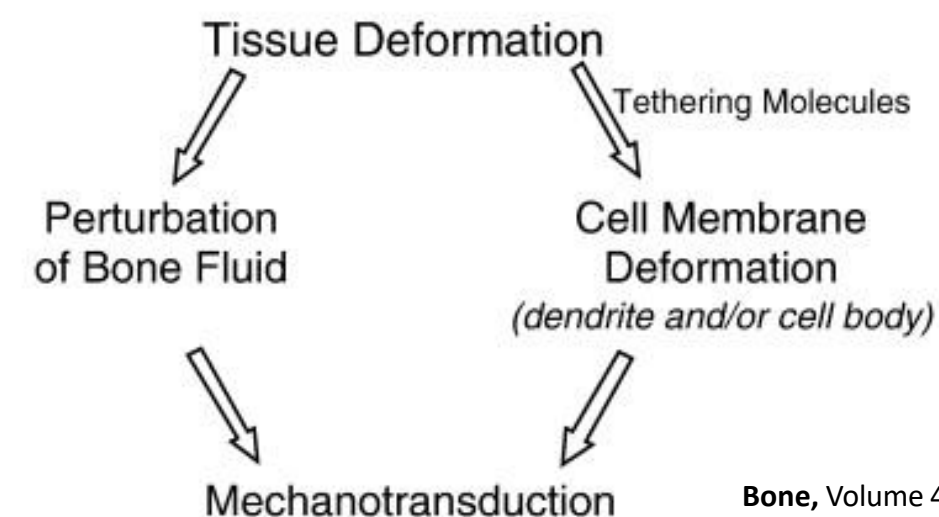 Tissue Deformation
Tethering Molecules
Perturbation
of Bone Fluid
Cell Membrane
Deformation
(dendrite and/or cell body)
Mechanotransduction
Bone, Volume 4